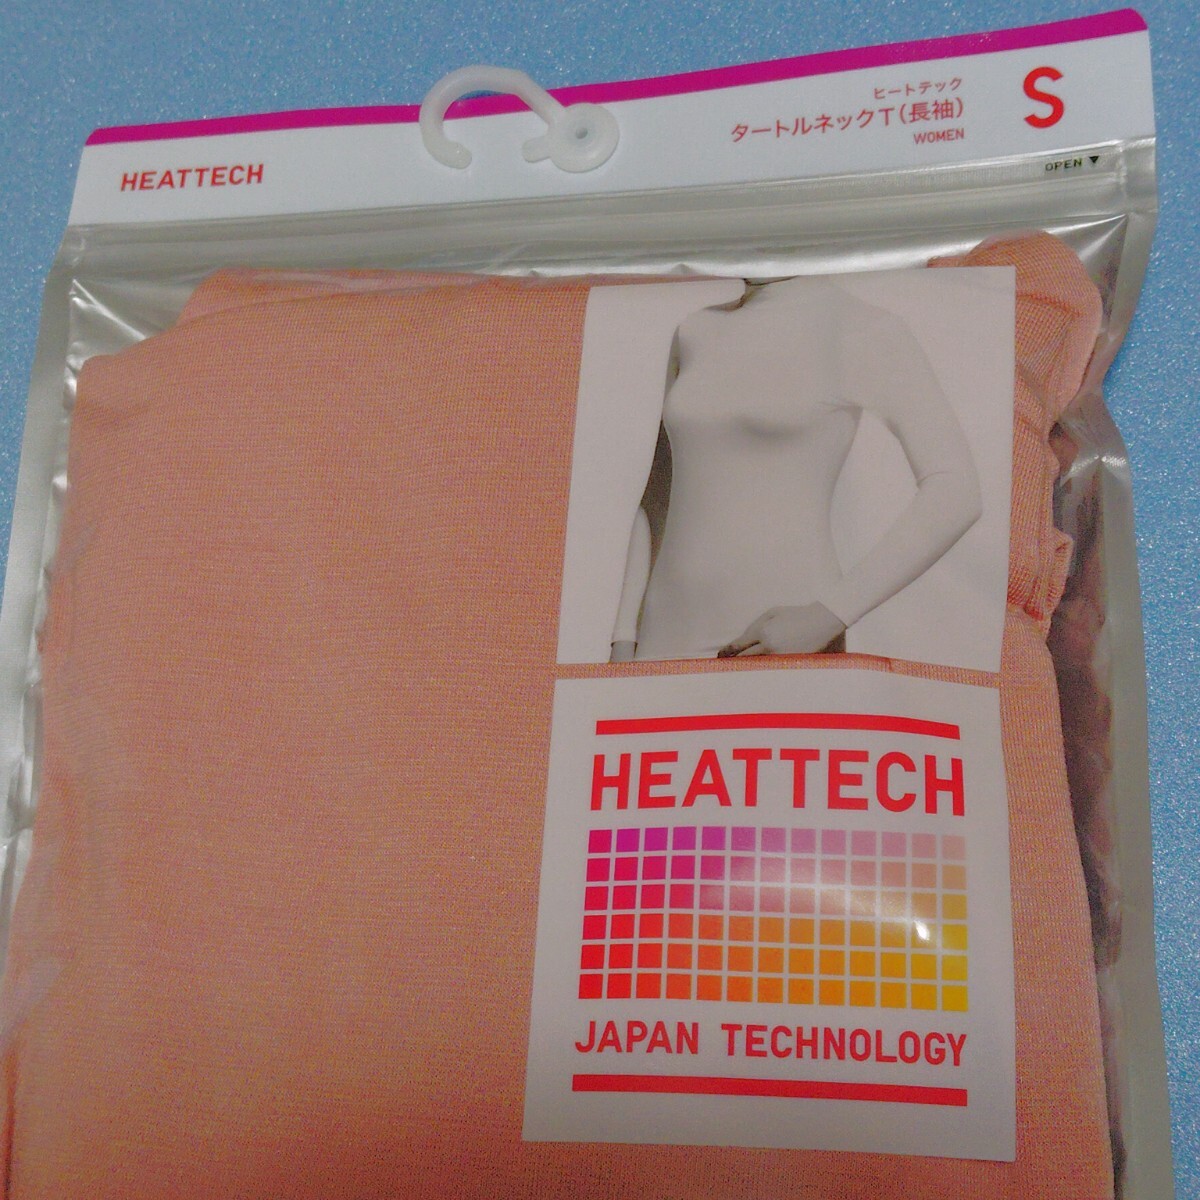 HEATTECH
ヒートテック
タートルネックT(長袖)
WOMEN
S
OPEN ▼
HEATTECH
JAPAN TECHNOLOGY